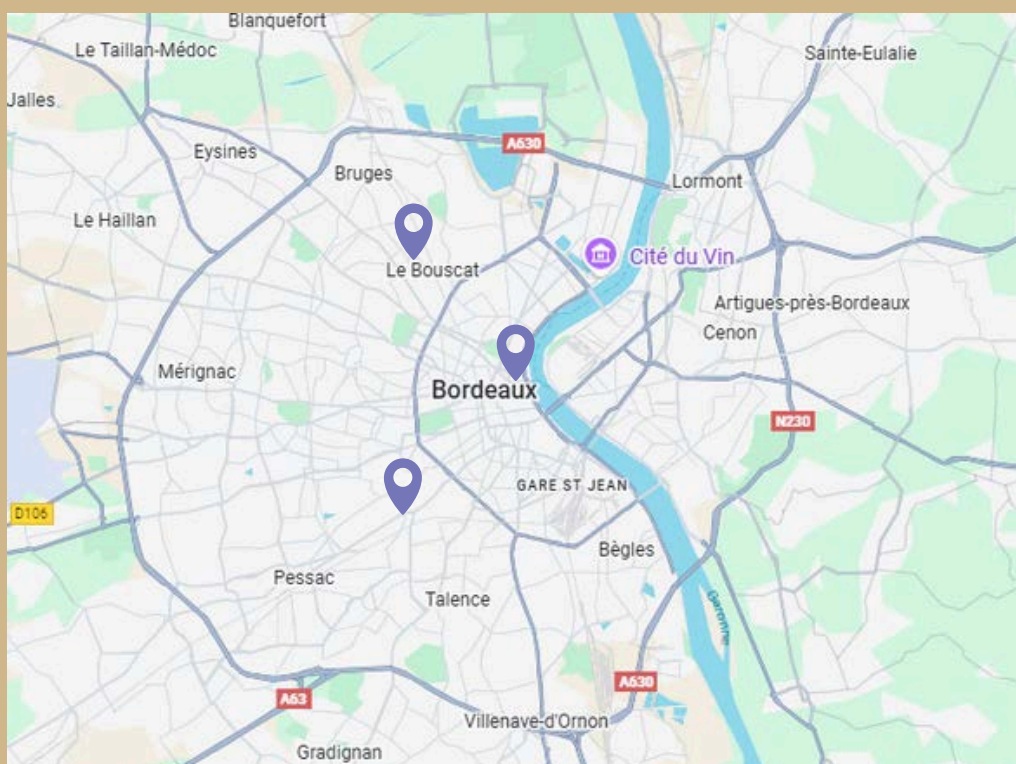 Blanquefort
Le Taillan-Médoc
Sainte-Eulalie
Jalles
A630
Eysines
Bruges
Lormont
Le Haillan
Cité du Vin
Le Bouscat
Artigues-près-Bordeaux
Cenon
Mérignac
Bordeaux
N230
GARE ST JEAN
D106
Bègles
Pessac
Talence
Garonne
A630
A63
Villenave-d'Ornon
Gradignan